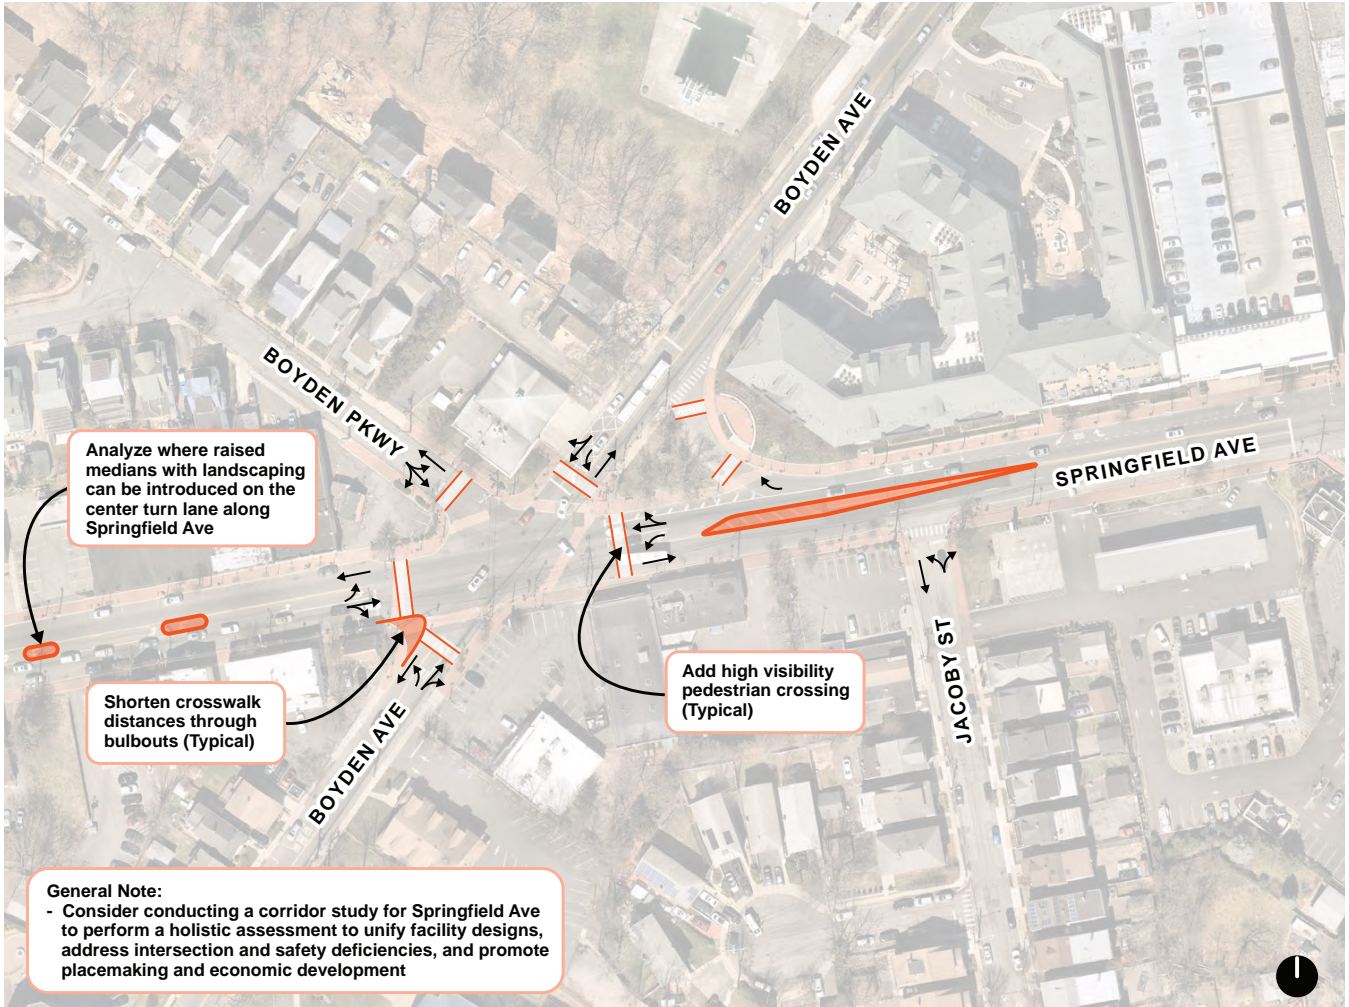 BOYDEN AVE
BOYDEN PKWY
SPRINGFIELD AVE
Analyze where raised
medians with landscaping
can be introduced on the
center turn lane along
Springfield Ave
Shorten crosswalk
distances through
bulbouts (Typical)
Add high visibility
pedestrian crossing
(Typical)
JACOBY ST
BOYDEN AVE
General Note:
- Consider conducting a corridor study for Springfield Ave
to perform a holistic assessment to unify facility designs,
address intersection and safety deficiencies, and promote
placemaking and economic development